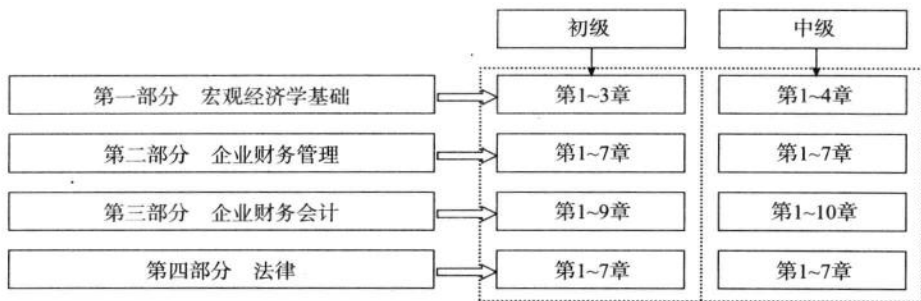 初级 中级
第一部分 宏观经济学基础 第1~3章 第1~4章
第二部分 企业财务管理 第1~7章 第1~7章
第三部分 企业财务会计 第1~9章 第1~10章
第四部分 法律 第1~7章 第1~7章